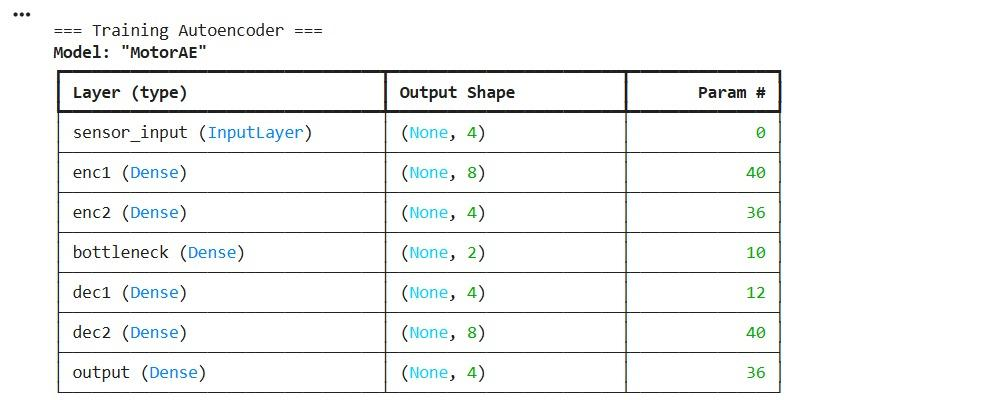 ...
=== Training Autoencoder ===
Model: "MotorAE"
Layer (type) Output Shape Param #
sensor_input (InputLayer) (None, 4) 0
enc1 (Dense) (None, 8) 40
enc2 (Dense) (None, 4) 36
bottleneck (Dense) (None, 2) 10
dec1 (Dense) (None, 4) 12
dec2 (Dense) (None, 8) 40
output (Dense) (None, 4) 36